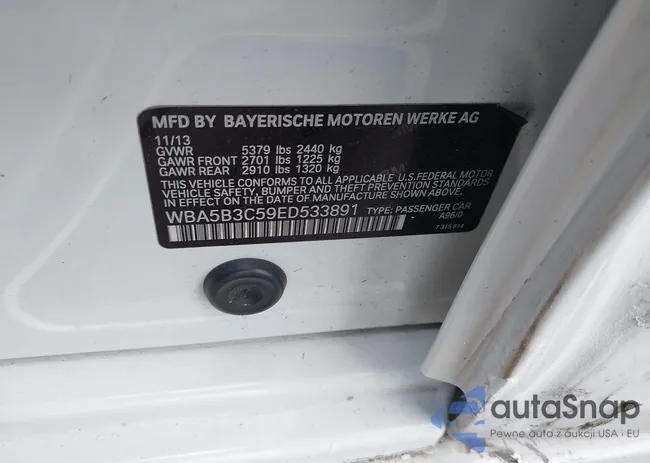 MFD BY BAYERISCHE MOTOREN WERKE AG
11/13
GVWR 5379 lbs 2440 kg
GAWR FRONT 2701 lbs 1225 kg
GAWR REAR 2910 lbs 1320 kg
THIS CAR CONFORMS TO ALL APPLICABLE U.S.FEDERAL MOTOR
VEHICLE SAFETY, BUMPER AND THEFT PREVENTION STANDARDS
IN EFFECT ON THE DATE OF MANUFACTURE SHOWN ABOVE.
WBA5B3C59ED533891 TYPE: PASSENGER CAR
A96/0
autaSnap
Pewne auta z aukcji USA i EU